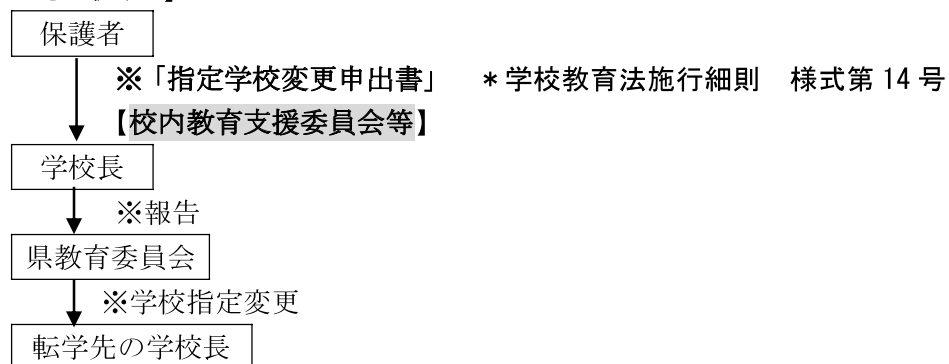 保護者
※「指定学校変更申出書」　＊学校教育法施行細則　様式第14号
【校内教育支援委員会等】
学校長
※報告
県教育委員会
※学校指定変更
転学先の学校長